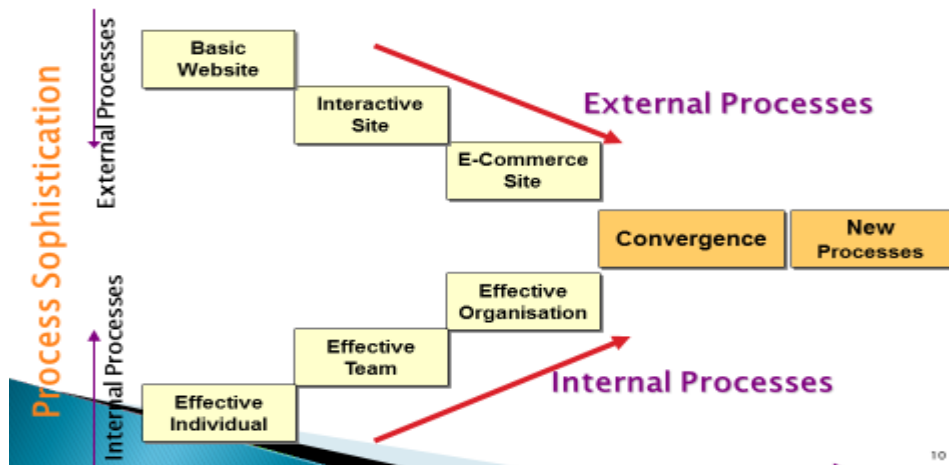 Process Sophistication
External Processes
Internal Processes
Basic
Website
Interactive
Site
E-Commerce
Site
External Processes
Convergence
New
Processes
Effective
Organisation
Effective
Team
Effective
Individual
Internal Processes
10